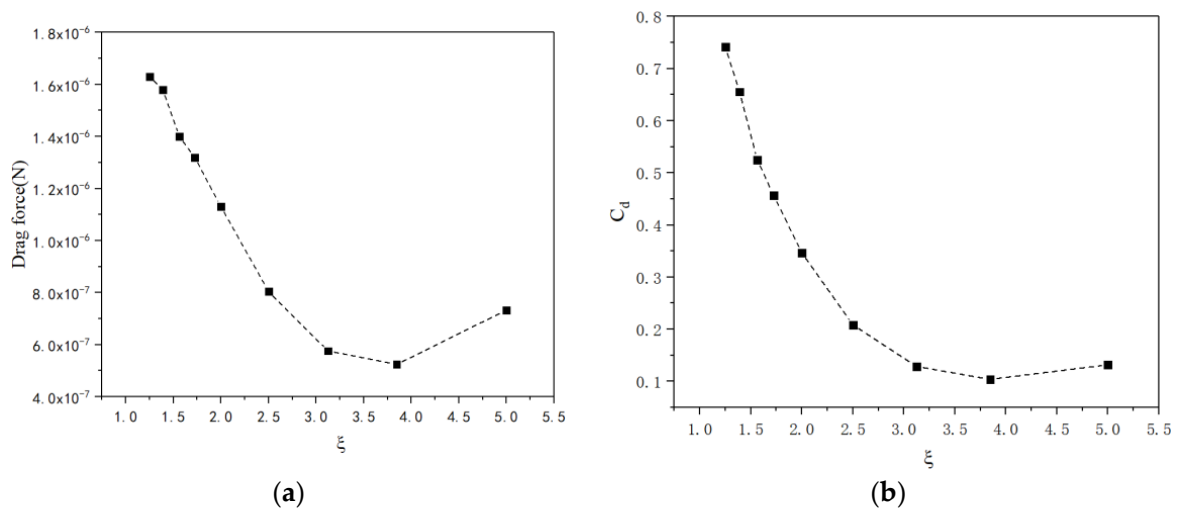 1.8x10⁻⁶
1.6x10⁻⁶
1.4x10⁻⁶
1.2x10⁻⁶
1.0x10⁻⁶
8.0x10⁻⁷
6.0x10⁻⁷
4.0x10⁻⁷
Drag force(N)
1.0 1.5 2.0 2.5 3.0 3.5 4.0 4.5 5.0 5.5
ξ
(a)
0.8
0.7
0.6
0.5
0.4
0.3
0.2
0.1
C_d
1.0 1.5 2.0 2.5 3.0 3.5 4.0 4.5 5.0 5.5
ξ
(b)